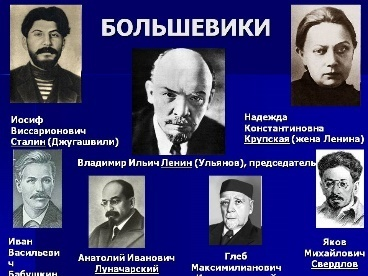 БОЛЬШЕВИКИ
Иосиф
Виссарионович
Сталин (Джугашвили)
Надежда
Константиновна
Крупская (жена Ленина)
Владимир Ильич Ленин (Ульянов), председатель
Иван
Васильеви
ч
Бабушкин
Анатолий Иванович
Луначарский
Глеб
Максимилианович
Яков
Михайлович
Свердлов